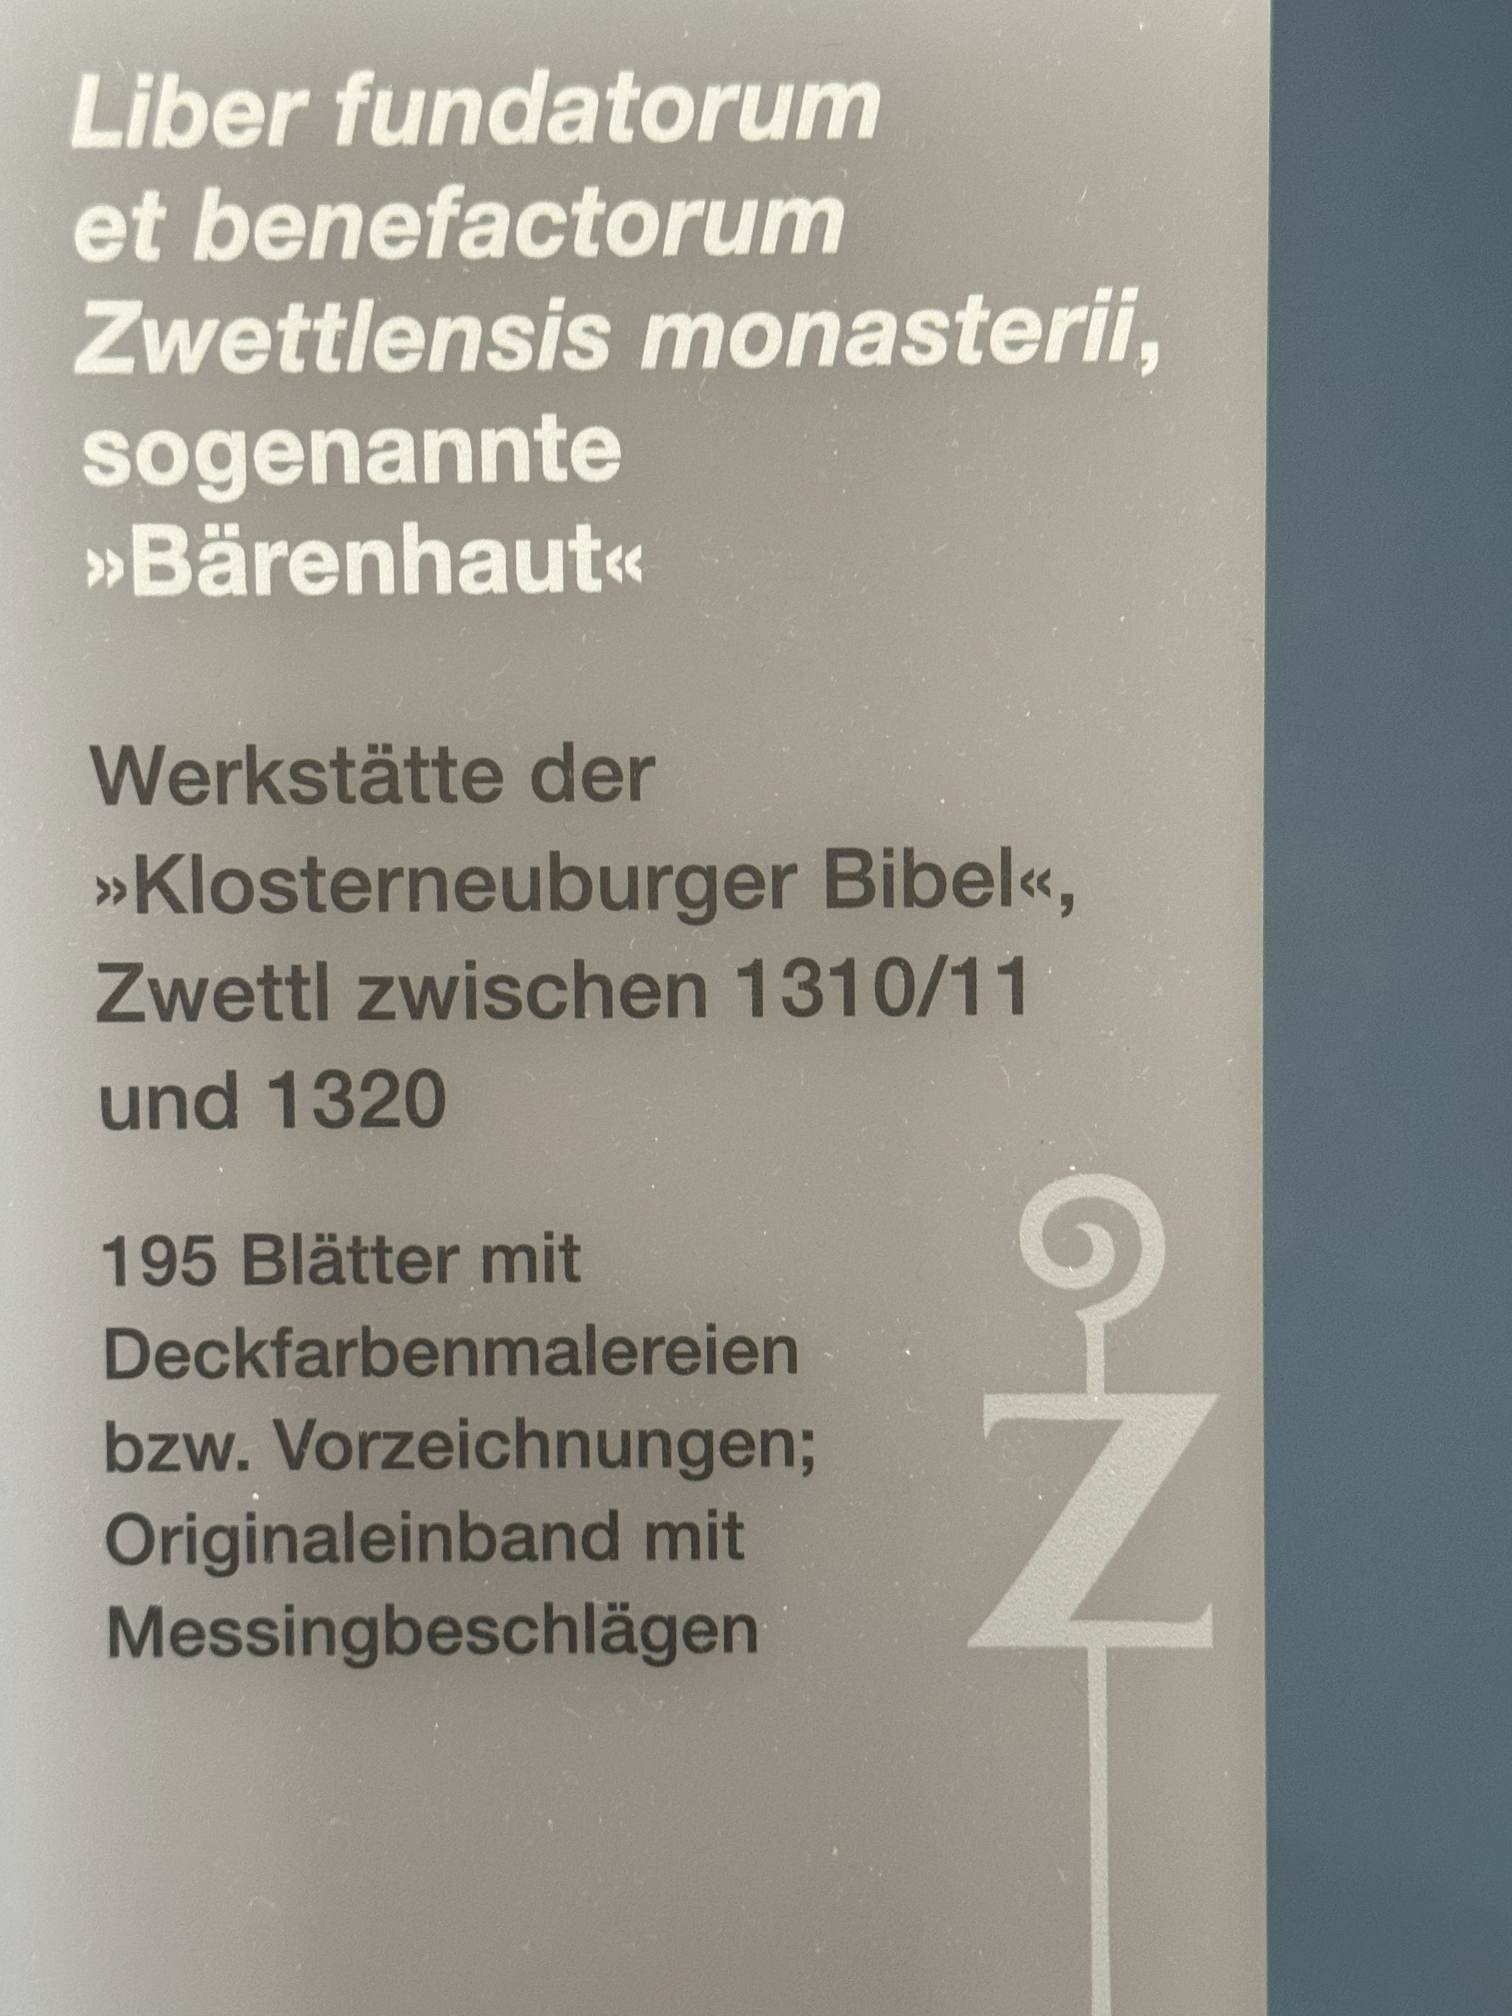 Liber fundatorum
et benefactorum
Zwettlensis monasterii,
sogenannte
»Bärenhaut«
Werkstätte der
»Klosterneuburger Bibel«,
Zwettl zwischen 1310/11
und 1320
195 Blätter mit
Deckfarbenmalereien
bzw. Vorzeichnungen;
Originaleinband mit
Messingbeschlägen
Z